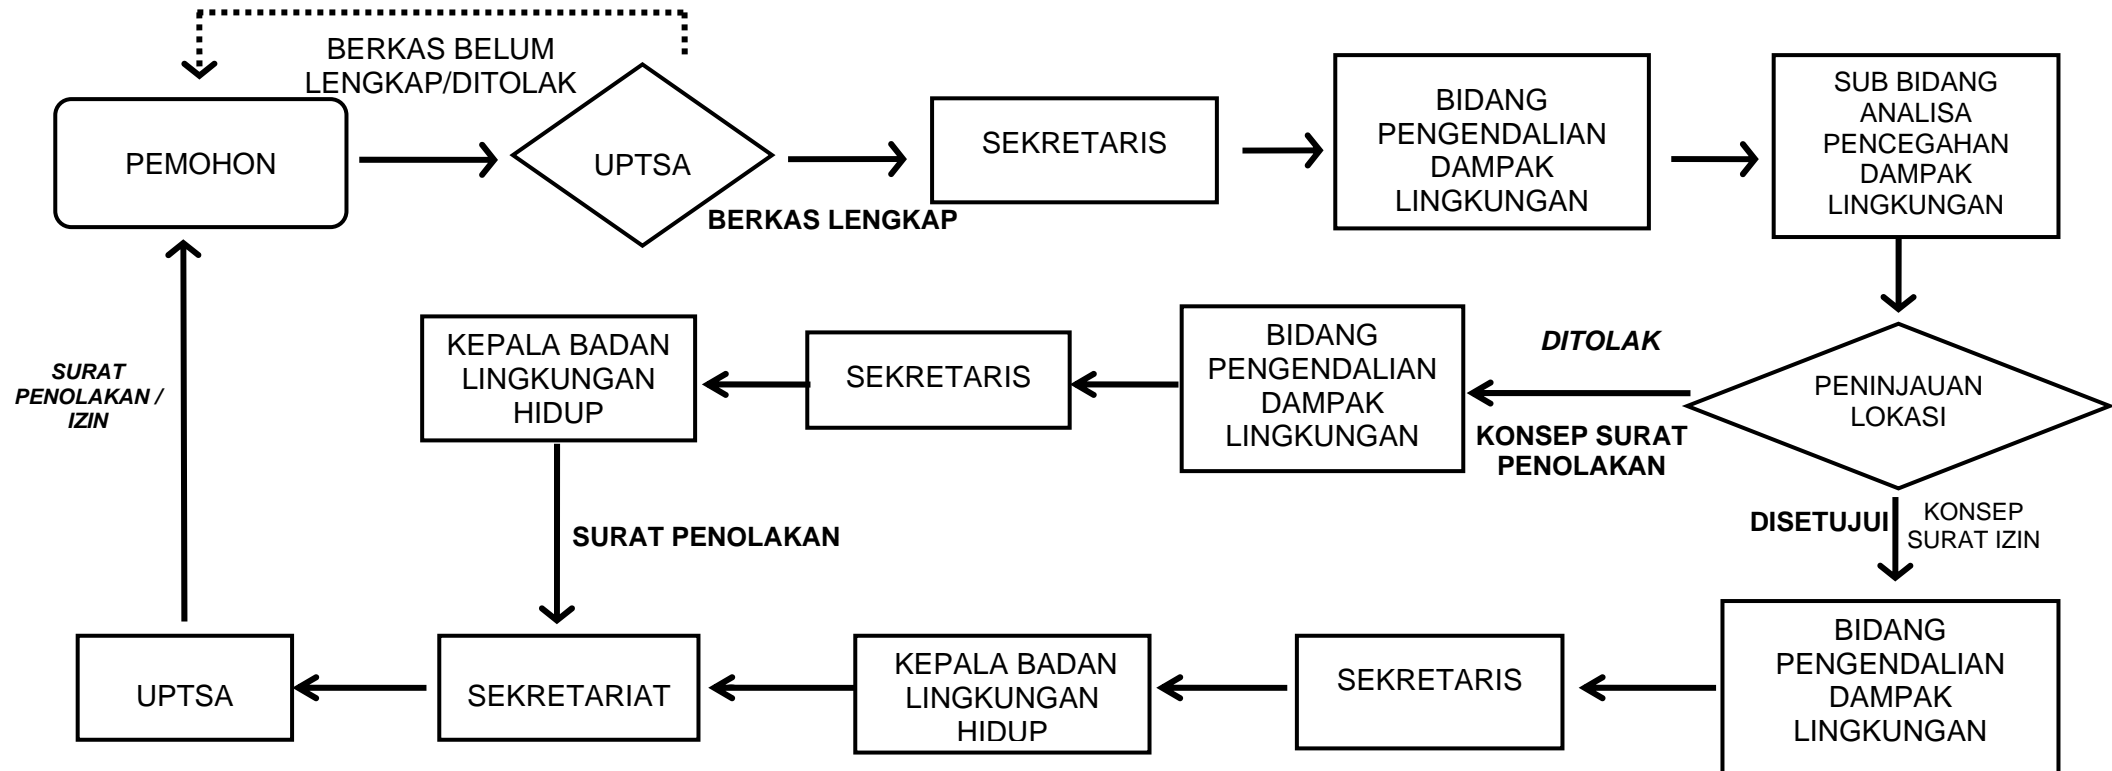 BERKAS BELUM
LENGKAP/DITOLAK
PEMOHON
UPTSA
BERKAS LENGKAP
SEKRETARIS
BIDANG
PENGENDALIAN
DAMPAK
LINGKUNGAN
SUB BIDANG
ANALISA
PENCEGAHAN
DAMPAK
LINGKUNGAN
PENINJAUAN
LOKASI
DITOLAK
KONSEP SURAT
PENOLAKAN
BIDANG
PENGENDALIAN
DAMPAK
LINGKUNGAN
SEKRETARIS
KEPALA BADAN
LINGKUNGAN
HIDUP
SURAT PENOLAKAN
SURAT
PENOLAKAN /
IZIN
DISETUJUI
KONSEP
SURAT IZIN
BIDANG
PENGENDALIAN
DAMPAK
LINGKUNGAN
SEKRETARIS
KEPALA BADAN
LINGKUNGAN
HIDUP
SEKRETARIAT
UPTSA